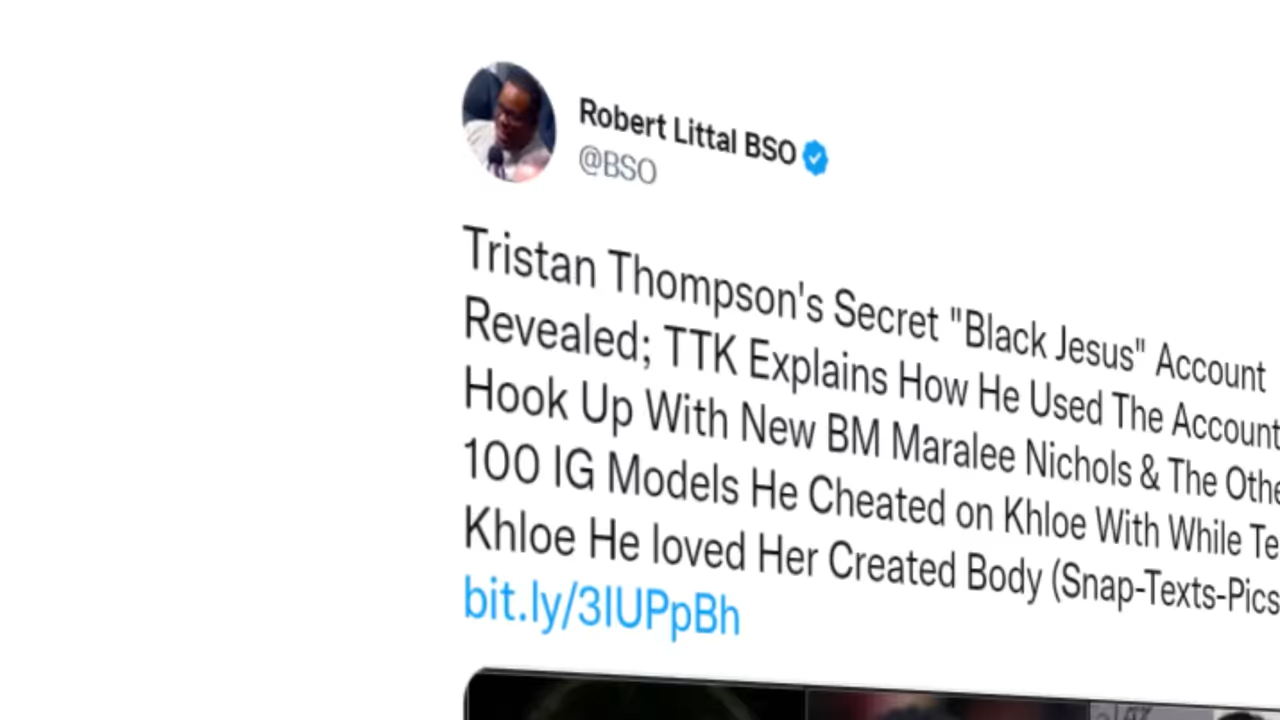 Robert Littal BSO
@BSO
Tristan Thompson's Secret "Black Jesus" Account
Revealed; TTK Explains How He Used The Account
Hook Up With New BM Maralee Nichols & The Othe
100 IG Models He Cheated on Khloe With While Te
Khloe He loved Her Created Body (Snap-Texts-Pics
bit.ly/3IUPpBh